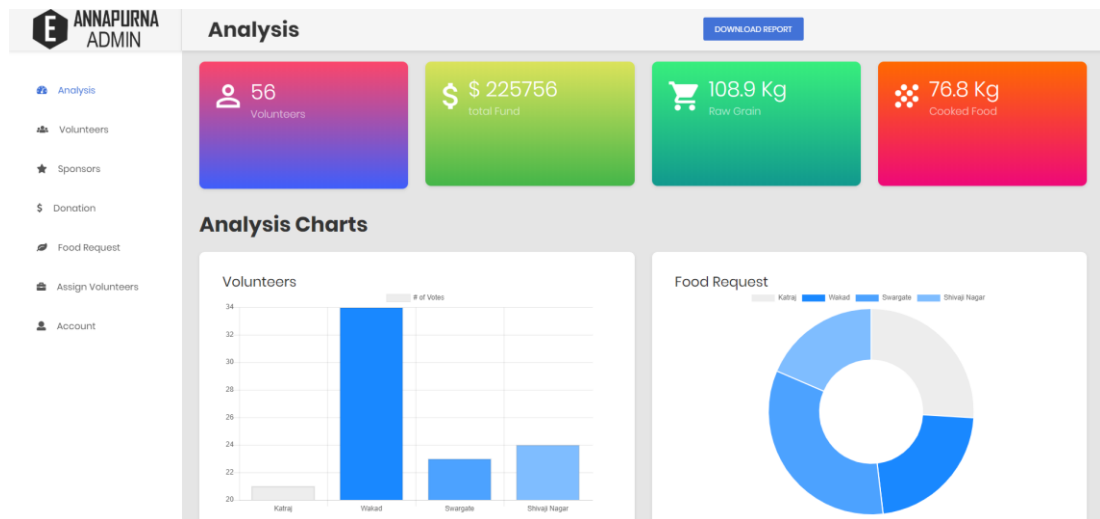 E
ANNAPURNA
ADMIN
Analysis
DOWNLOAD REPORT
Analysis
Volunteers
Sponsors
$ Donation
Food Request
Assign Volunteers
Account
56
Volunteers
$ $ 225756
total Fund
108.9 Kg
Raw Grain
76.8 Kg
Cooked Food
Analysis Charts
Volunteers
# of Votes
34
32
30
28
26
24
22
20
Katraj Wakad Swargate Shivaji Nagar
Food Request
Katraj Wakad Swargate Shivaji Nagar